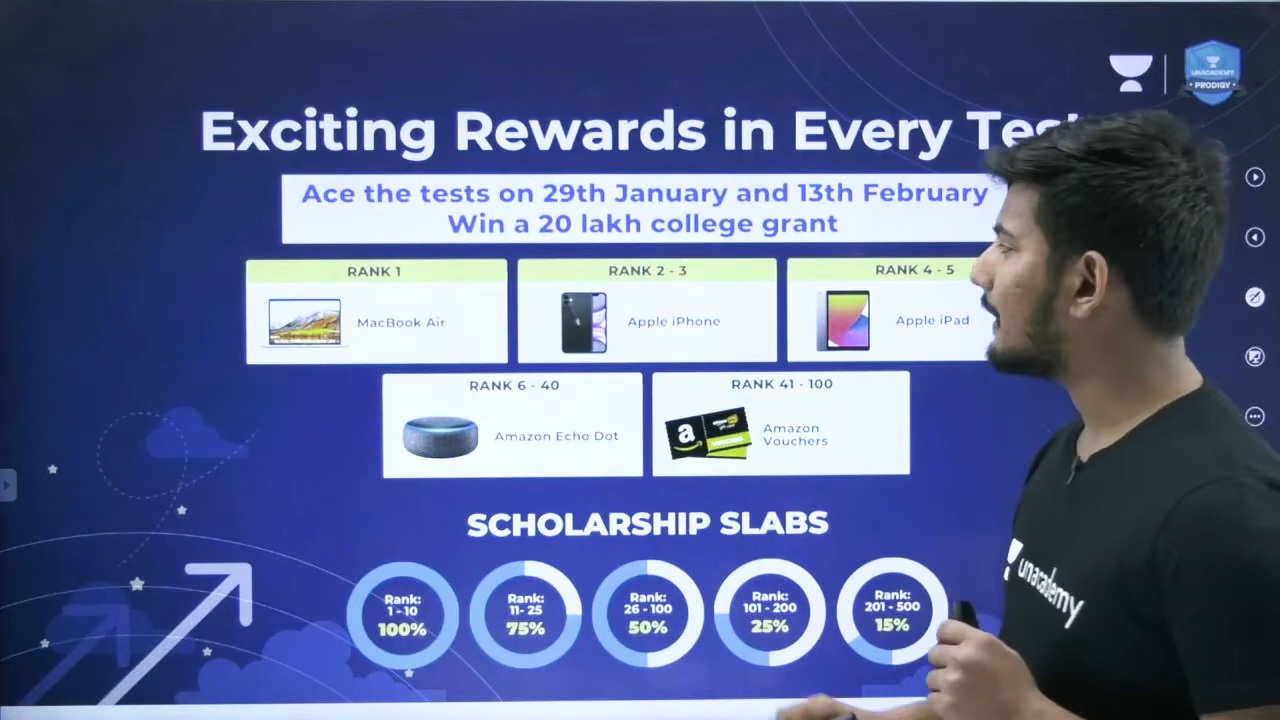 UNACADEMY
PRODIGY
Exciting Rewards in Every Test
Ace the tests on 29th January and 13th February
Win a 20 lakh college grant
RANK 1
MacBook Air
RANK 2 - 3
Apple iPhone
RANK 4 - 5
Apple iPad
RANK 6 - 40
Amazon Echo Dot
RANK 41 - 100
a
VOUCHER
Amazon
Vouchers
SCHOLARSHIP SLABS
Rank:
1 - 10
100%
Rank:
11- 25
75%
Rank:
26 - 100
50%
Rank:
101 - 200
25%
Rank:
201 - 500
15%
unacademy